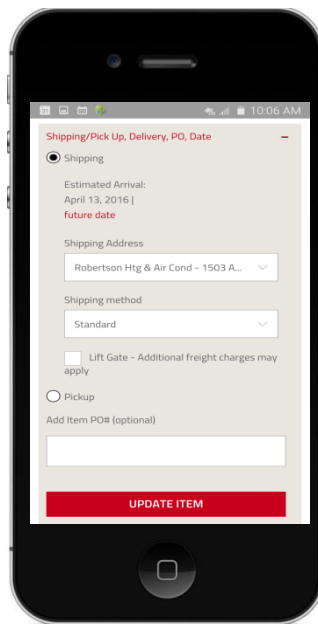 31
10:06 AM
Shipping/Pick Up, Delivery, PO, Date
Shipping
Estimated Arrival:
April 13, 2016 |
future date
Shipping Address
Robertson Htg & Air Cond - 1503 A...
Shipping method
Standard
Lift Gate - Additional freight charges may
apply
Pickup
Add Item PO# (optional)
UPDATE ITEM